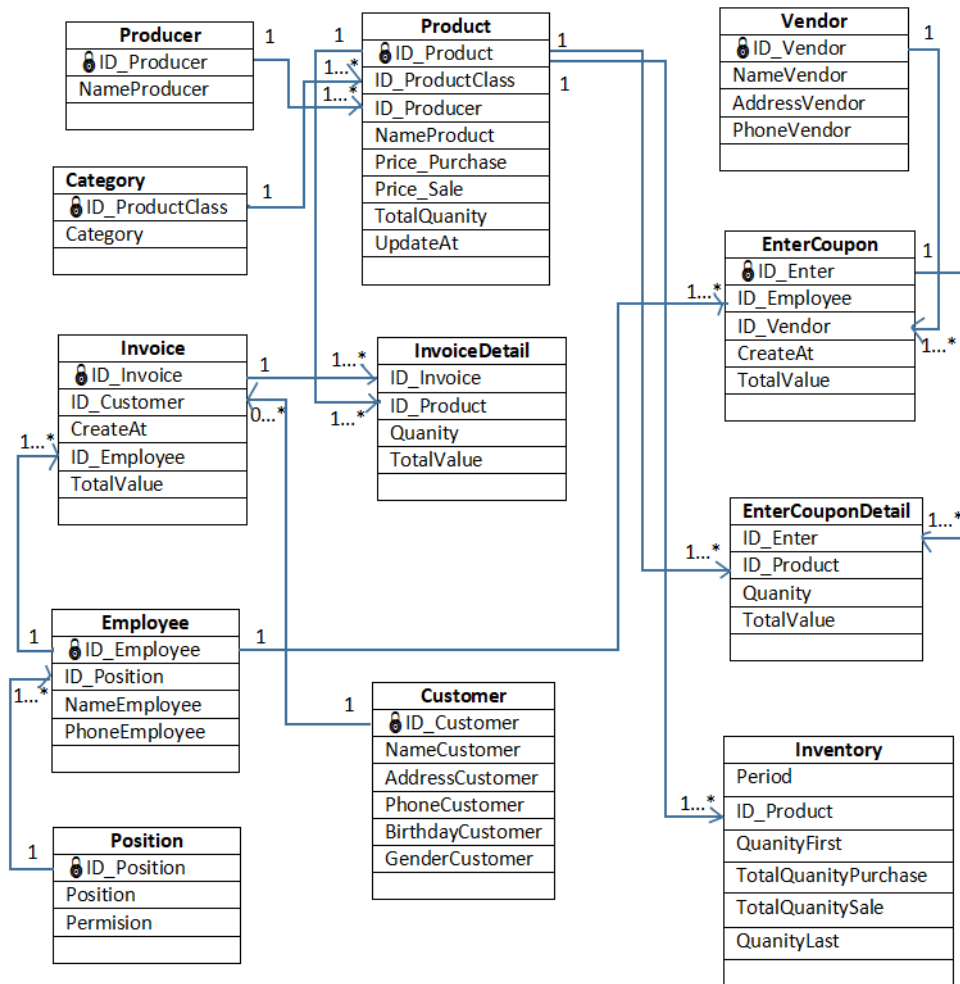 Producer
ID_Producer
NameProducer
1
1...*
Category
ID_ProductClass
Category
1
1...*
Product
ID_Product
ID_ProductClass
ID_Producer
NameProduct
Price_Purchase
Price_Sale
TotalQuanity
UpdateAt
1
1
1
Vendor
ID_Vendor
NameVendor
AddressVendor
PhoneVendor
1
EnterCoupon
ID_Enter
ID_Employee
ID_Vendor
CreateAt
TotalValue
1
1...*
1...*
Invoice
ID_Invoice
ID_Customer
CreateAt
ID_Employee
TotalValue
1
0...*
1...*
InvoiceDetail
ID_Invoice
ID_Product
Quanity
TotalValue
1...*
1...*
EnterCouponDetail
ID_Enter
ID_Product
Quanity
TotalValue
1...*
1...*
Employee
ID_Employee
ID_Position
NameEmployee
PhoneEmployee
1
1
1...*
Customer
ID_Customer
NameCustomer
AddressCustomer
PhoneCustomer
BirthdayCustomer
GenderCustomer
1
Inventory
Period
ID_Product
QuanityFirst
TotalQuanityPurchase
TotalQuanitySale
QuanityLast
1...*
Position
ID_Position
Position
Permision
1